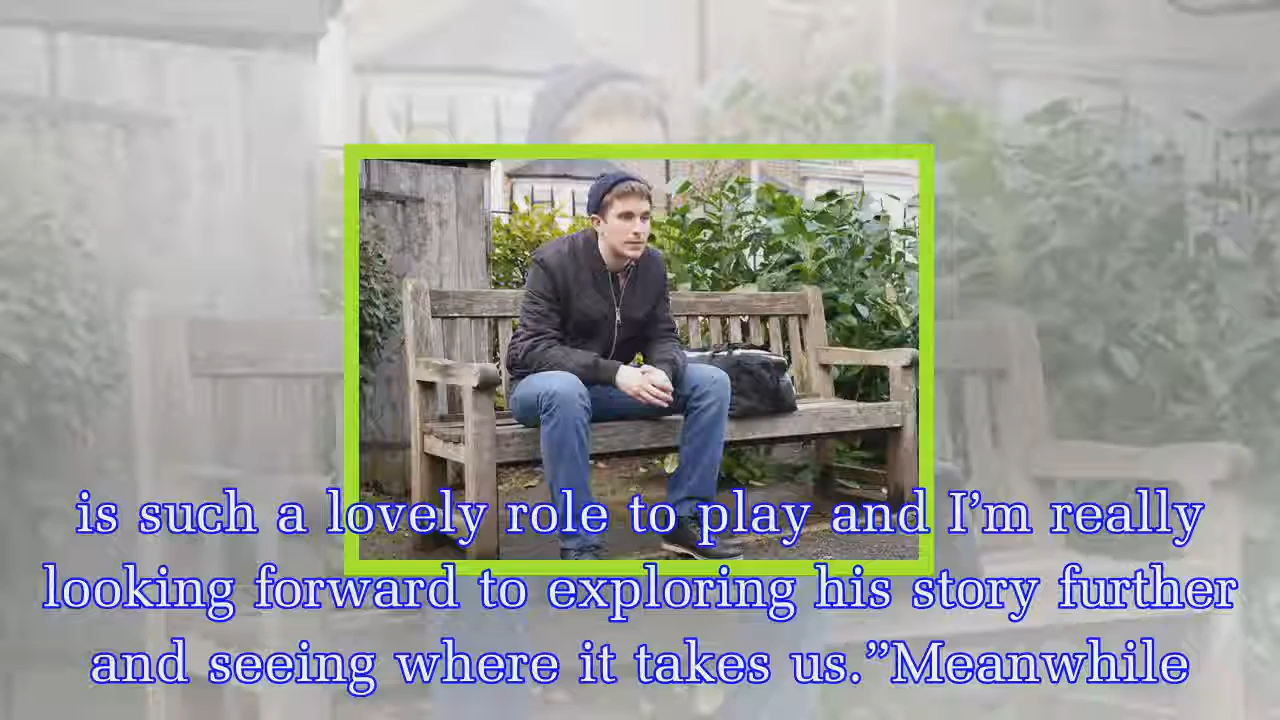 is such a lovely role to play and I’m really
looking forward to exploring his story further
and seeing where it takes us.”Meanwhile